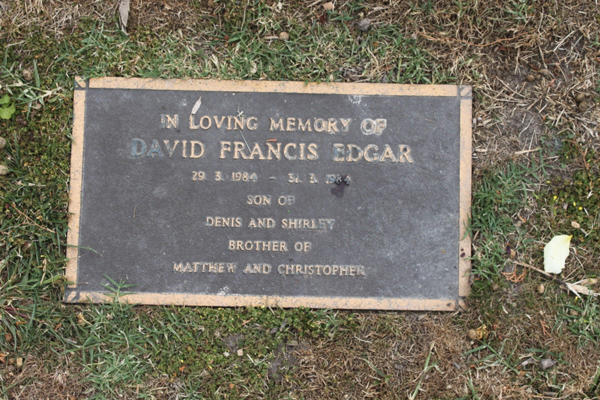 IN LOVING MEMORY OF
DAVID FRANCIS EDGAR
29. 3. 1984 - 31. 3. 1984
SON OF
DENIS AND SHIRLEY
BROTHER OF
MATTHEW AND CHRISTOPHER